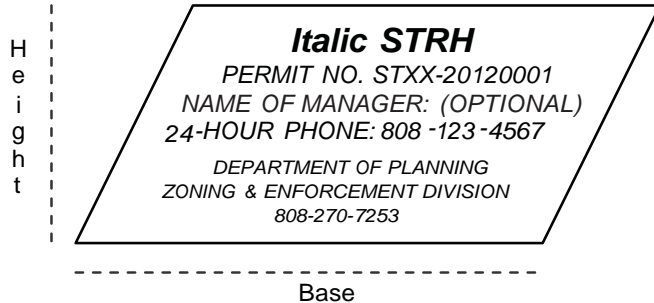 Height
Italic STRH
PERMIT NO. STXX-20120001
NAME OF MANAGER: (OPTIONAL)
24-HOUR PHONE: 808 -123 -4567
DEPARTMENT OF PLANNING
ZONING & ENFORCEMENT DIVISION
808-270-7253
Base